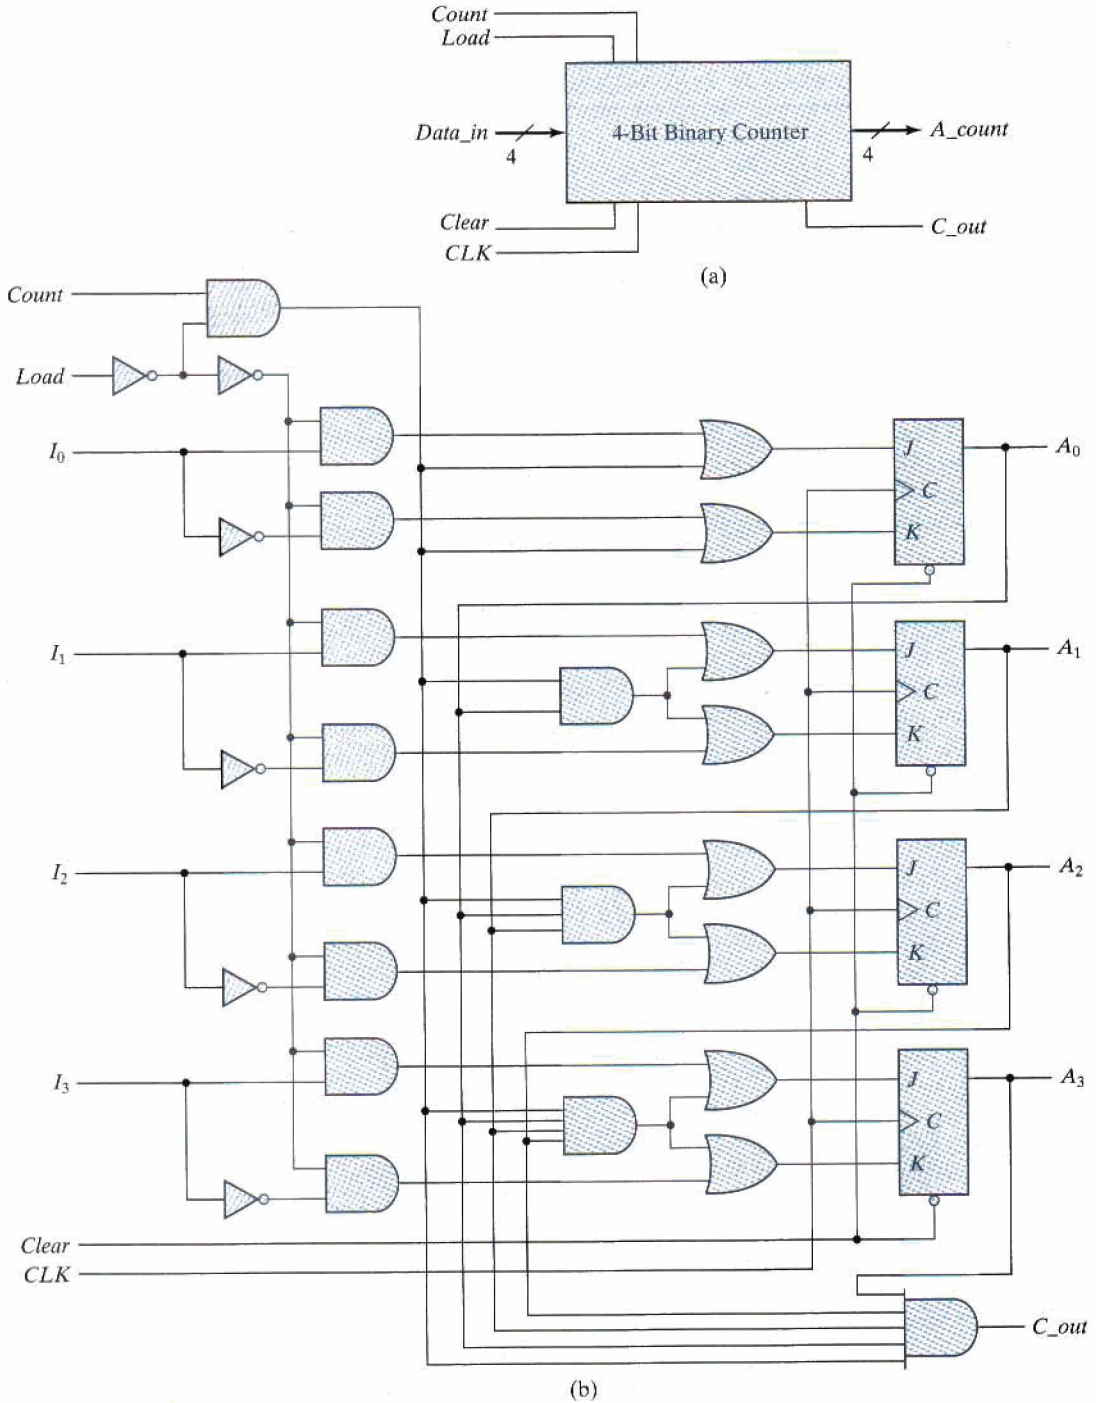 Count
Load
Data_in
4
4-Bit Binary Counter
4
A_count
Clear
CLK
C_out
(a)
Count
Load
I0
J
C
K
A0
I1
J
C
K
A1
I2
J
C
K
A2
I3
J
C
K
A3
Clear
CLK
C_out
(b)